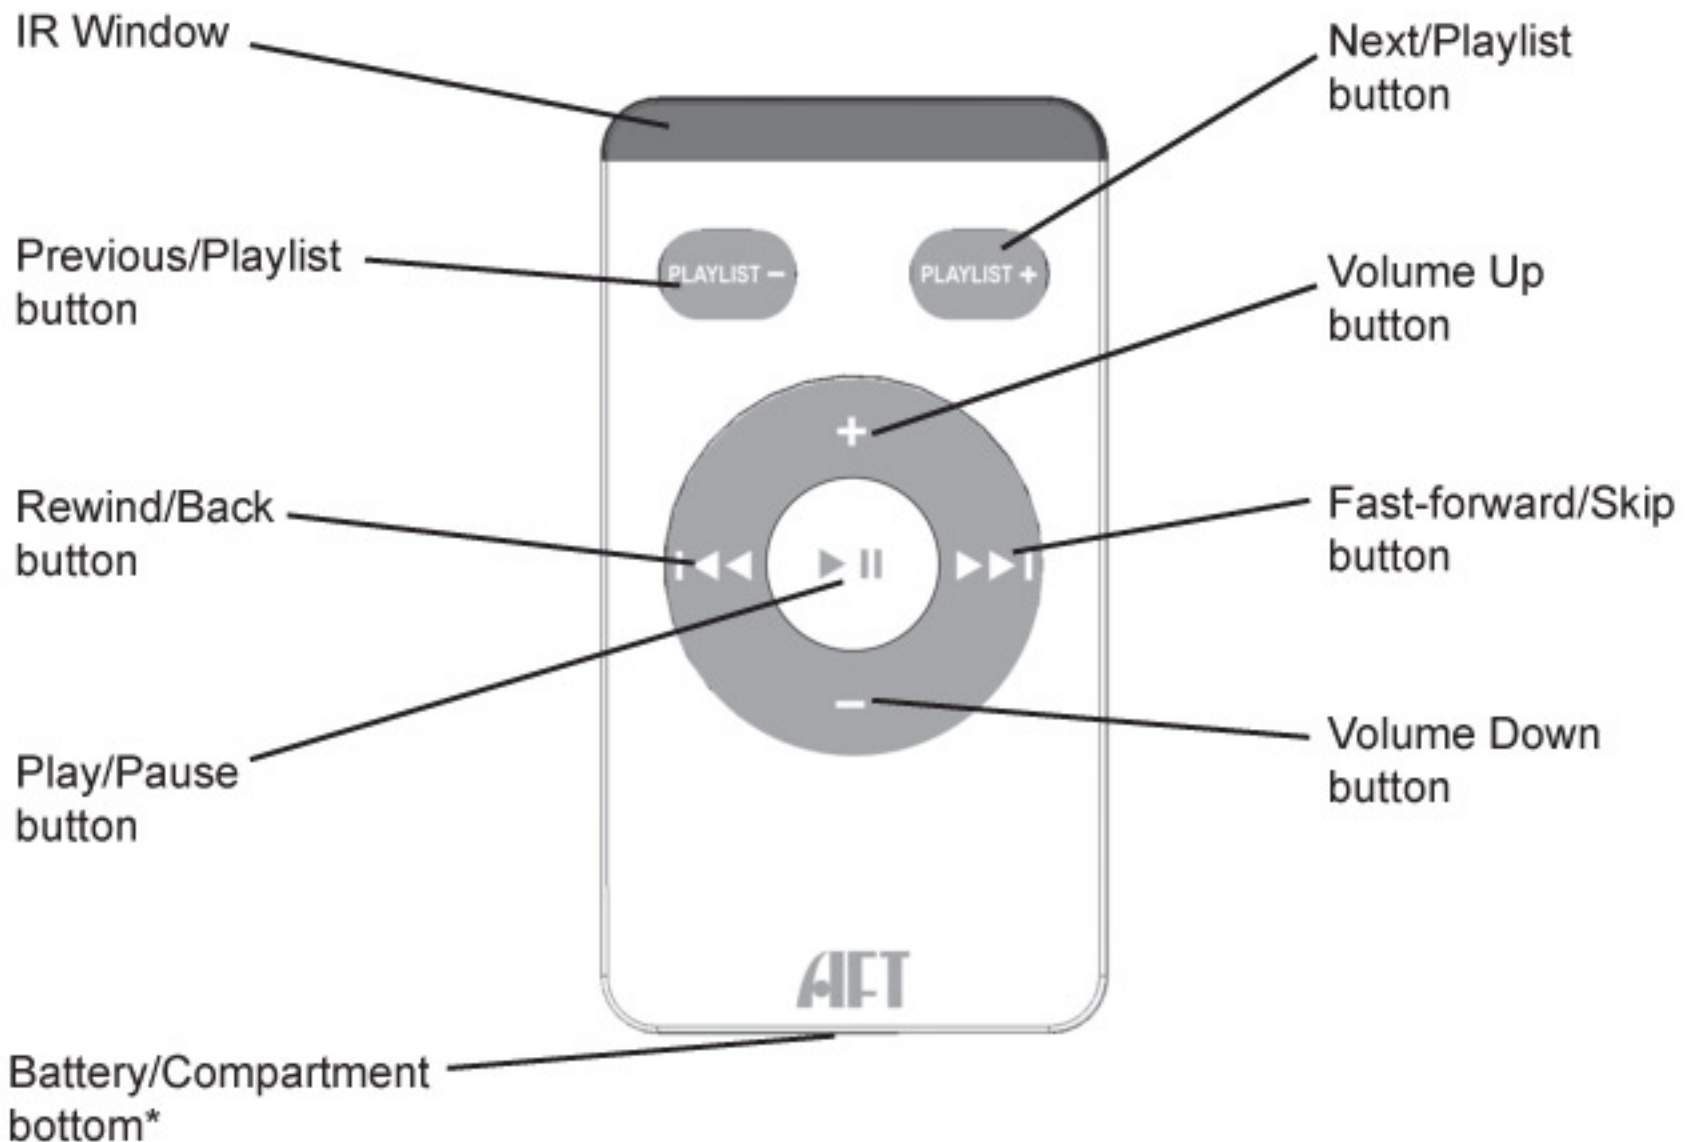 IR Window
Next/Playlist
button
Previous/Playlist
button
PLAYLIST −
PLAYLIST +
Volume Up
button
+
Rewind/Back
button
Fast-forward/Skip
button
−
Play/Pause
button
Volume Down
button
AFT
Battery/Compartment
bottom*